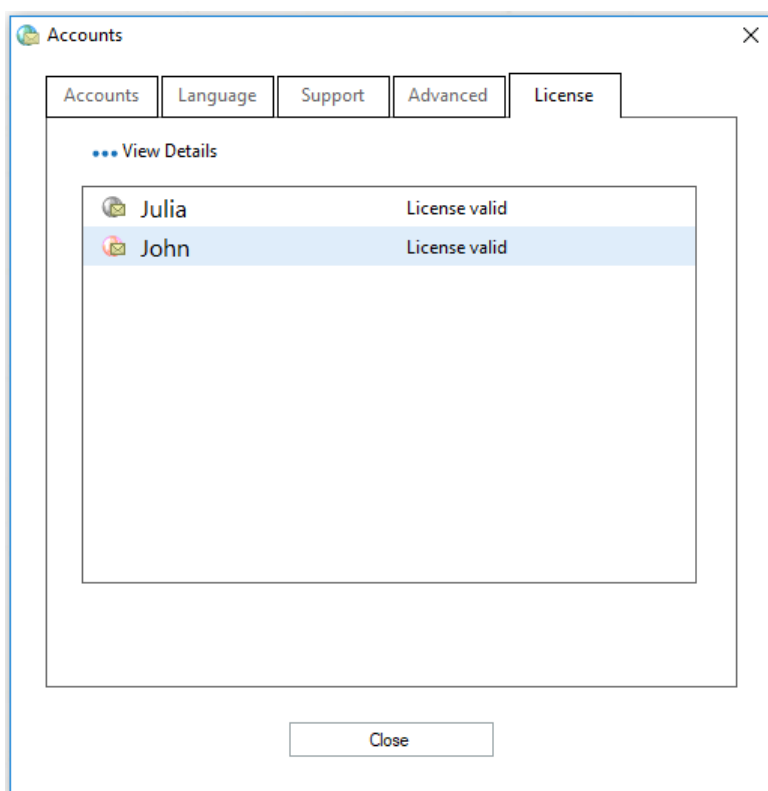 Accounts
Accounts Language Support Advanced License
View Details
Julia License valid
John License valid
Close